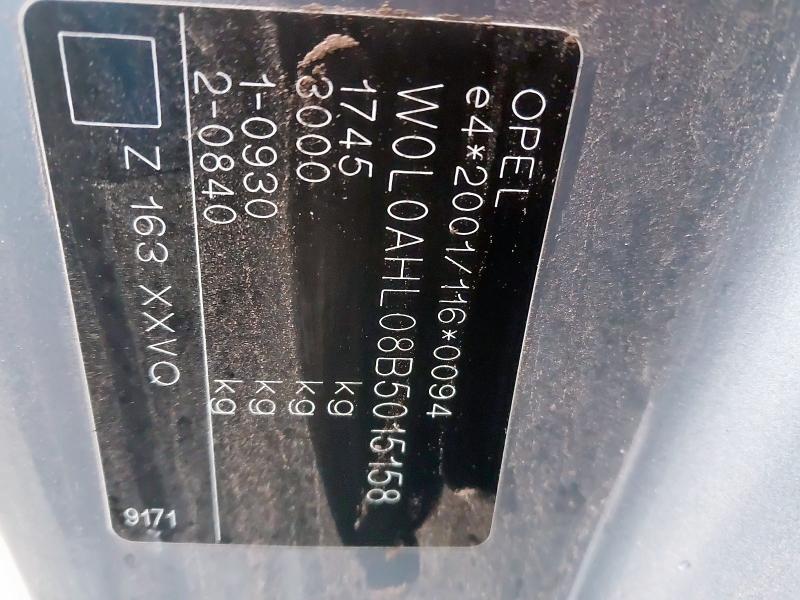 OPEL
e4*2001/116*0094
W0L0AHL08B5015158
1745 kg
3000 kg
1-0930 kg
2-0840 kg
Z 163 XXVQ
9171